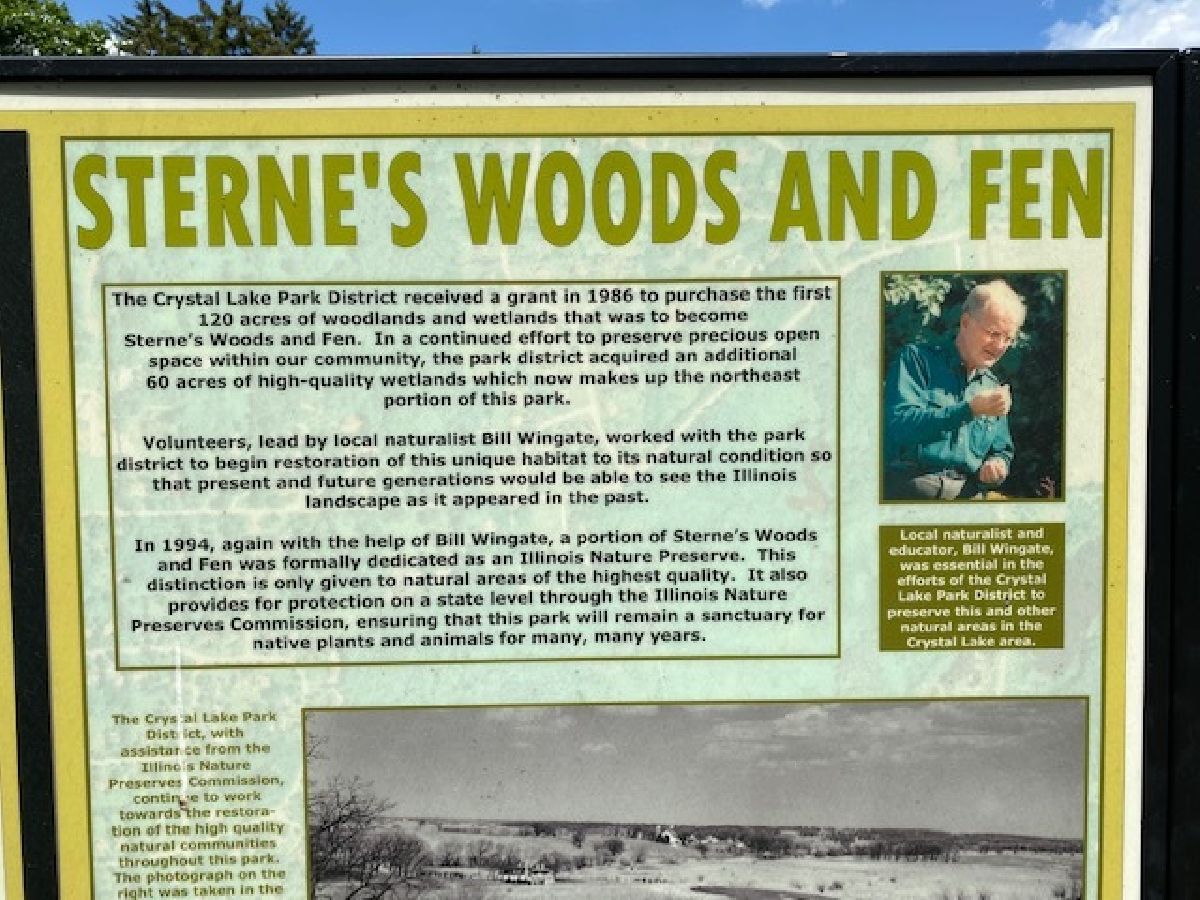 STERNE'S WOODS AND FEN
The Crystal Lake Park District received a grant in 1986 to purchase the first
120 acres of woodlands and wetlands that was to become
Sterne's Woods and Fen. In a continued effort to preserve precious open
space within our community, the park district acquired an additional
60 acres of high-quality wetlands which now makes up the northeast
portion of this park.
Volunteers, lead by local naturalist Bill Wingate, worked with the park
district to begin restoration of this unique habitat to its natural condition so
that present and future generations would be able to see the Illinois
landscape as it appeared in the past.
In 1994, again with the help of Bill Wingate, a portion of Sterne's Woods
and Fen was formally dedicated as an Illinois Nature Preserve. This
distinction is only given to natural areas of the highest quality. It also
provides for protection on a state level through the Illinois Nature
Preserves Commission, ensuring that this park will remain a sanctuary for
native plants and animals for many, many years.
Local naturalist and
educator, Bill Wingate,
was essential in the
efforts of the Crystal
Lake Park District to
preserve this and other
natural areas in the
Crystal Lake area.
The Crystal Lake Park
District, with
assistance from the
Illinois Nature
Preserves Commission,
continue to work
towards the restora-
tion of the high quality
natural communities
throughout this park.
The photograph on the
right was taken in the